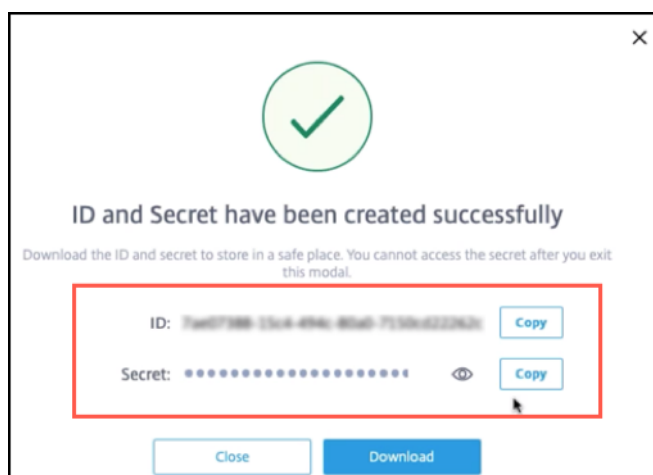 ID and Secret have been created successfully
Download the ID and secret to store in a safe place. You cannot access the secret after you exit
this modal.
ID: Copy
Secret: Copy
Close Download